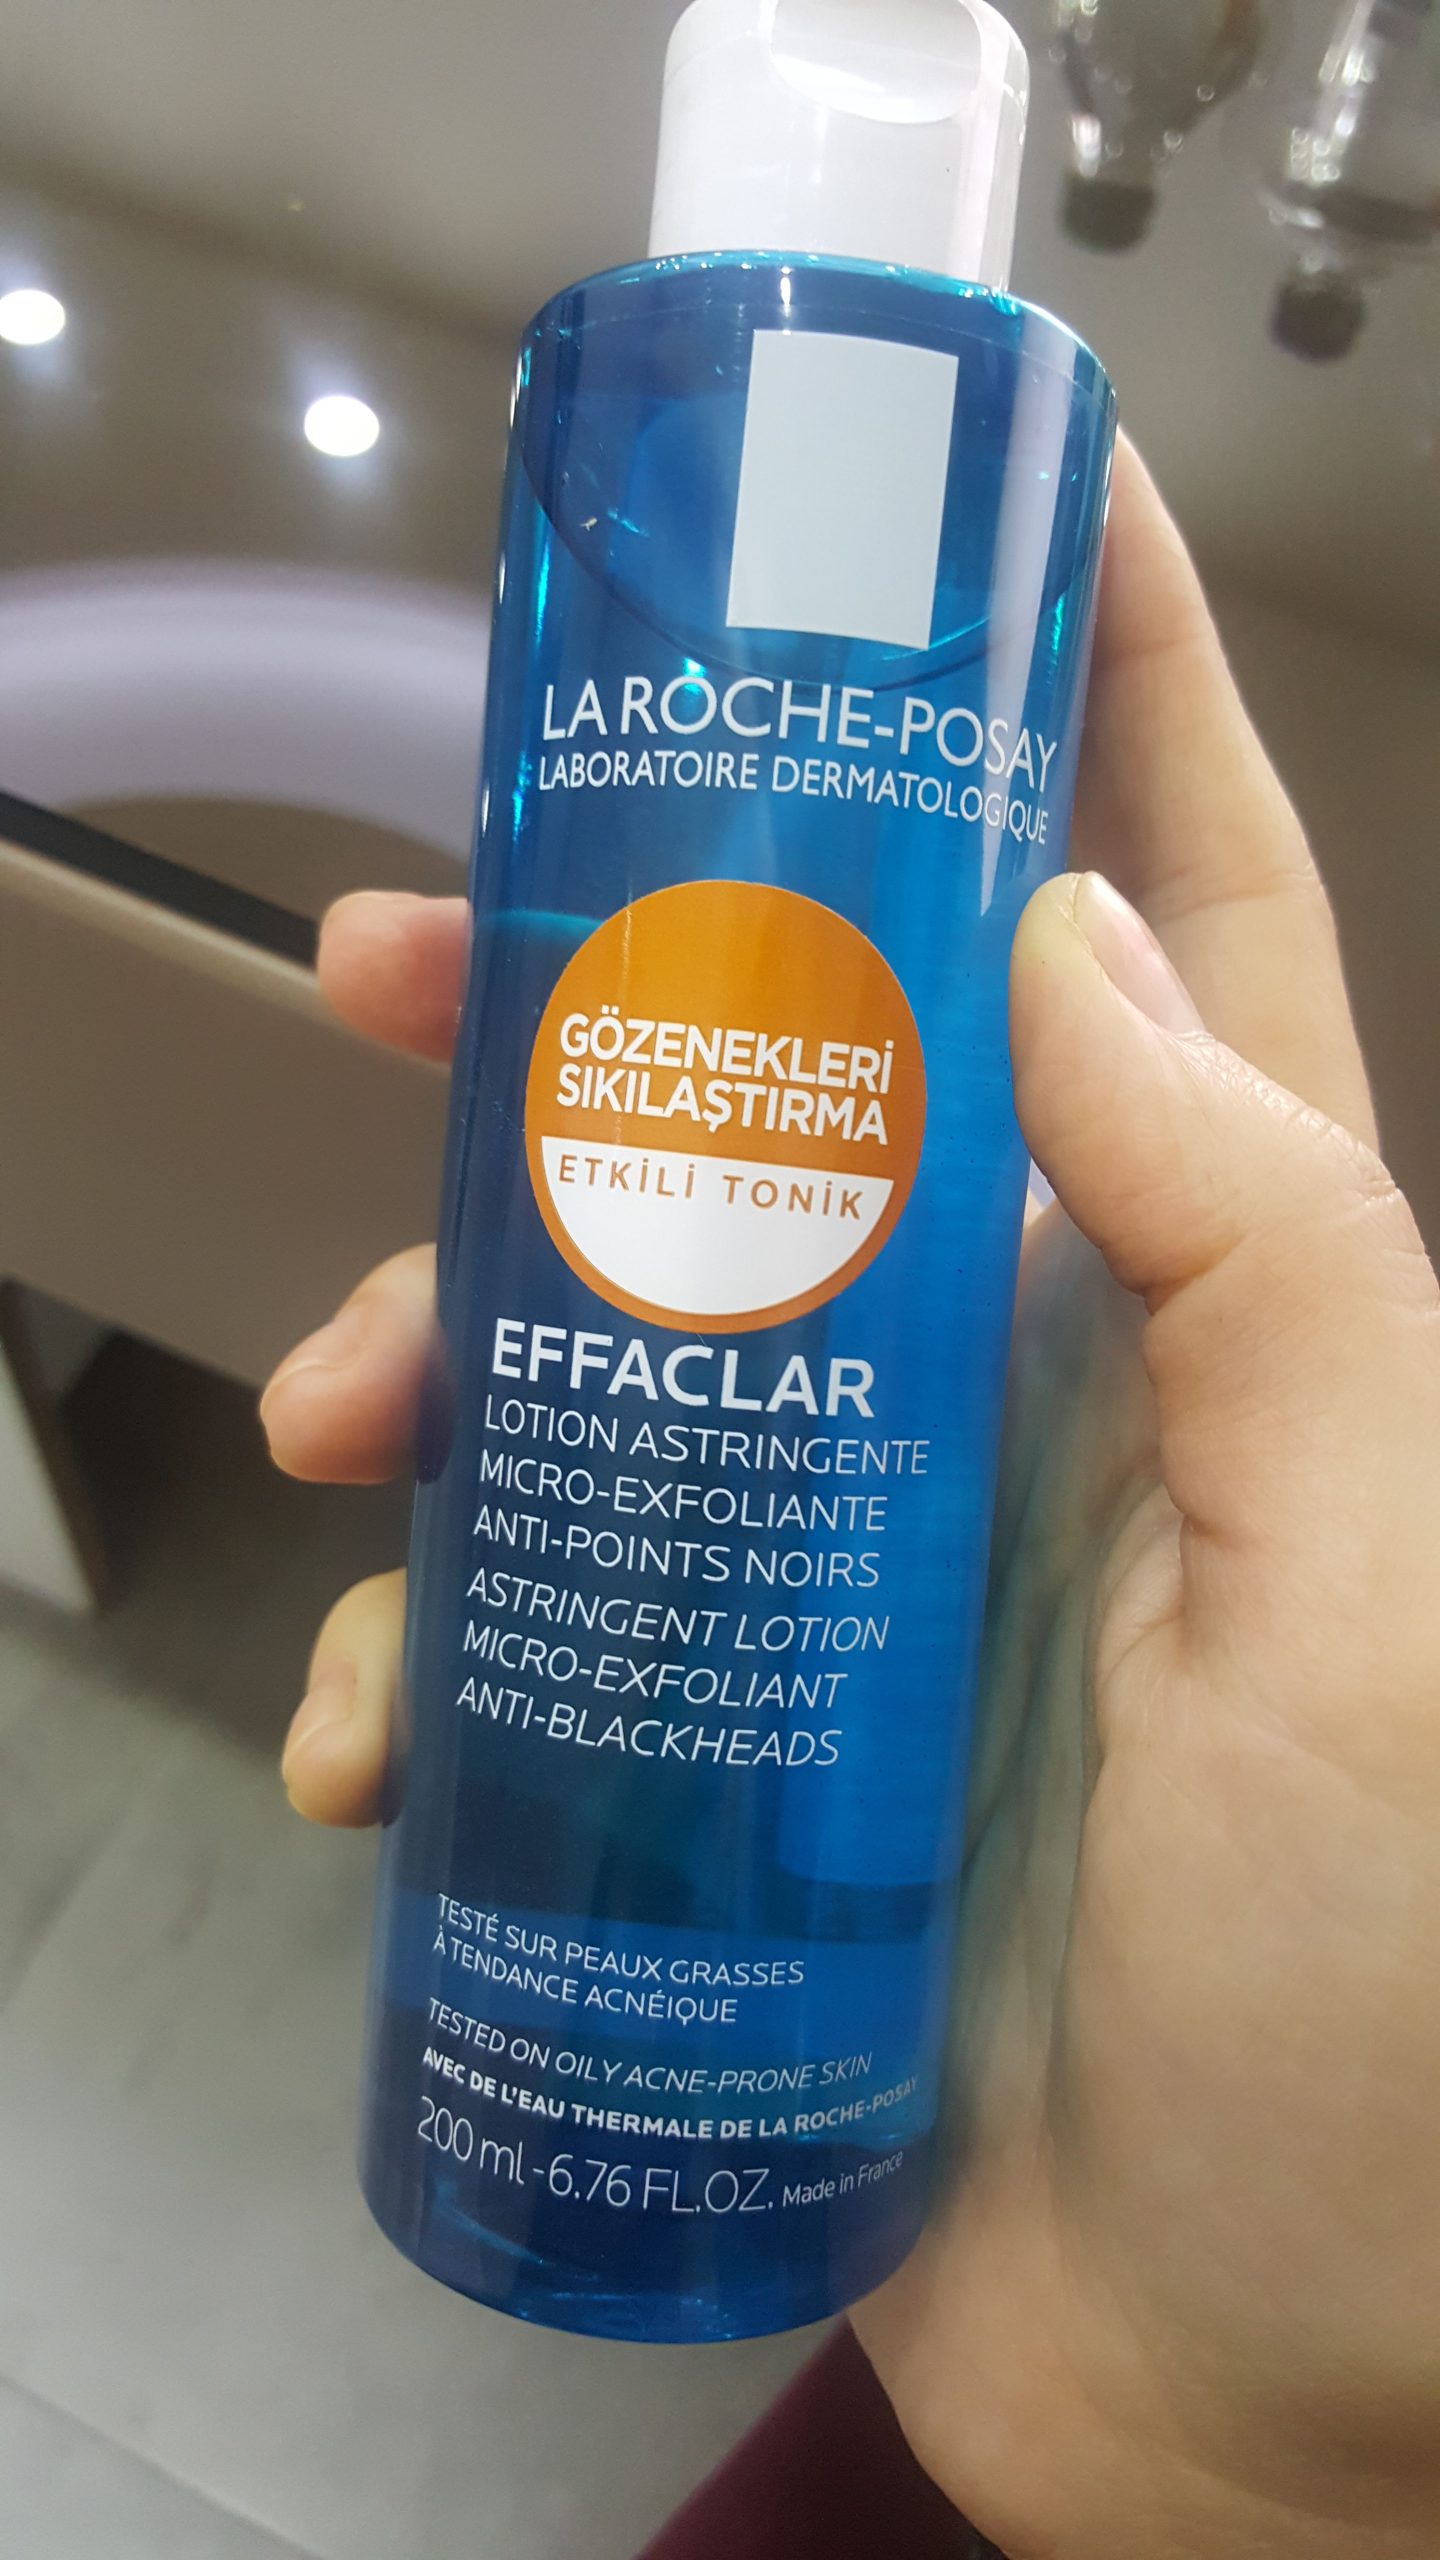 LA ROCHE-POSAY
LABORATOIRE DERMATOLOGIQUE
GÖZENEKLERİ
SIKILAŞTIRMA
ETKİLİ TONİK
EFFACLAR
LOTION ASTRINGENTE
MICRO-EXFOLIANTE
ANTI-POINTS NOIRS
ASTRINGENT LOTION
MICRO-EXFOLIANT
ANTI-BLACKHEADS
TESTÉ SUR PEAUX GRASSES
À TENDANCE ACNÉIQUE
TESTED ON OILY ACNE-PRONE SKIN
AVEC DE L'EAU THERMALE DE LA ROCHE-POSAY
200 ml - 6.76 FL.OZ. Made in France